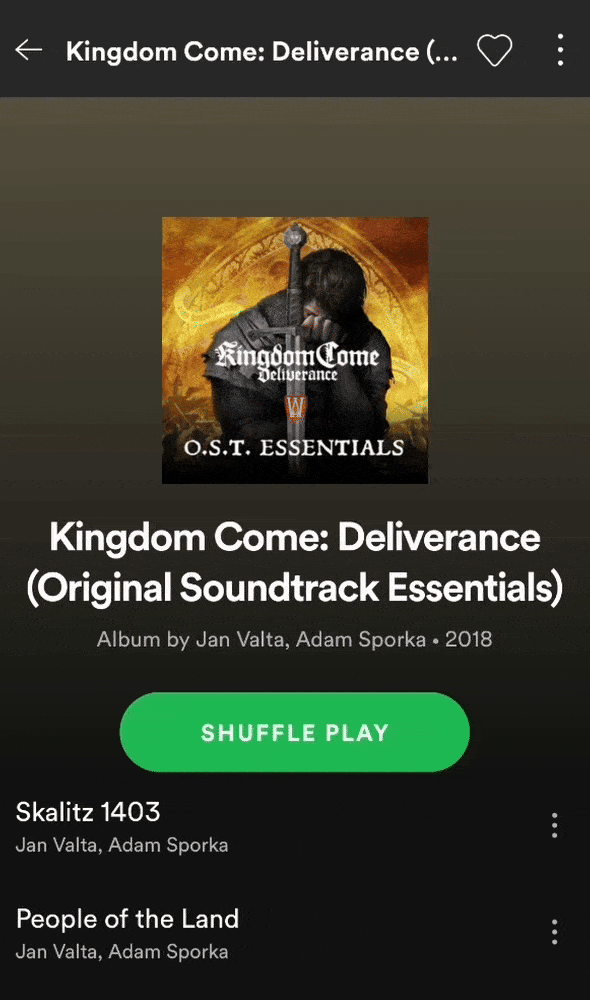 Kingdom Come: Deliverance (...
Kingdom Come
Deliverance
W
O.S.T. ESSENTIALS
Kingdom Come: Deliverance
(Original Soundtrack Essentials)
Album by Jan Valta, Adam Sporka • 2018
SHUFFLE PLAY
Skalitz 1403
Jan Valta, Adam Sporka
People of the Land
Jan Valta, Adam Sporka